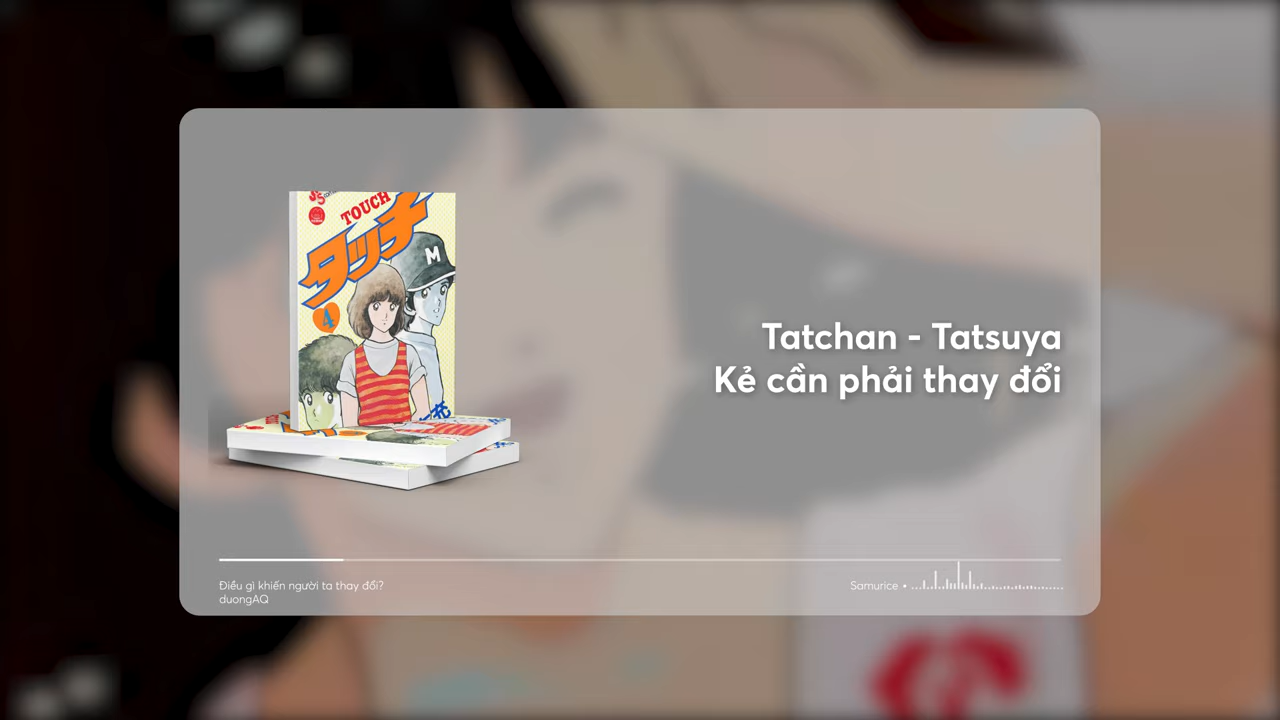 TOUCH
タッチ
4
M
Tatchan - Tatsuya
Kẻ cần phải thay đổi
Điều gì khiến người ta thay đổi?
duongAQ
Samurice •